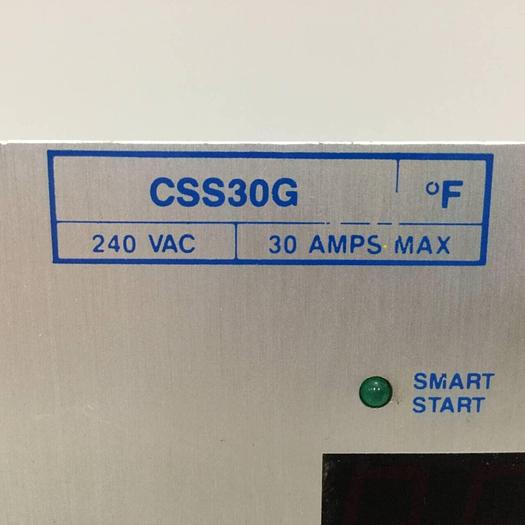 CSS30G °F
240 VAC 30 AMPS MAX
SMART
START